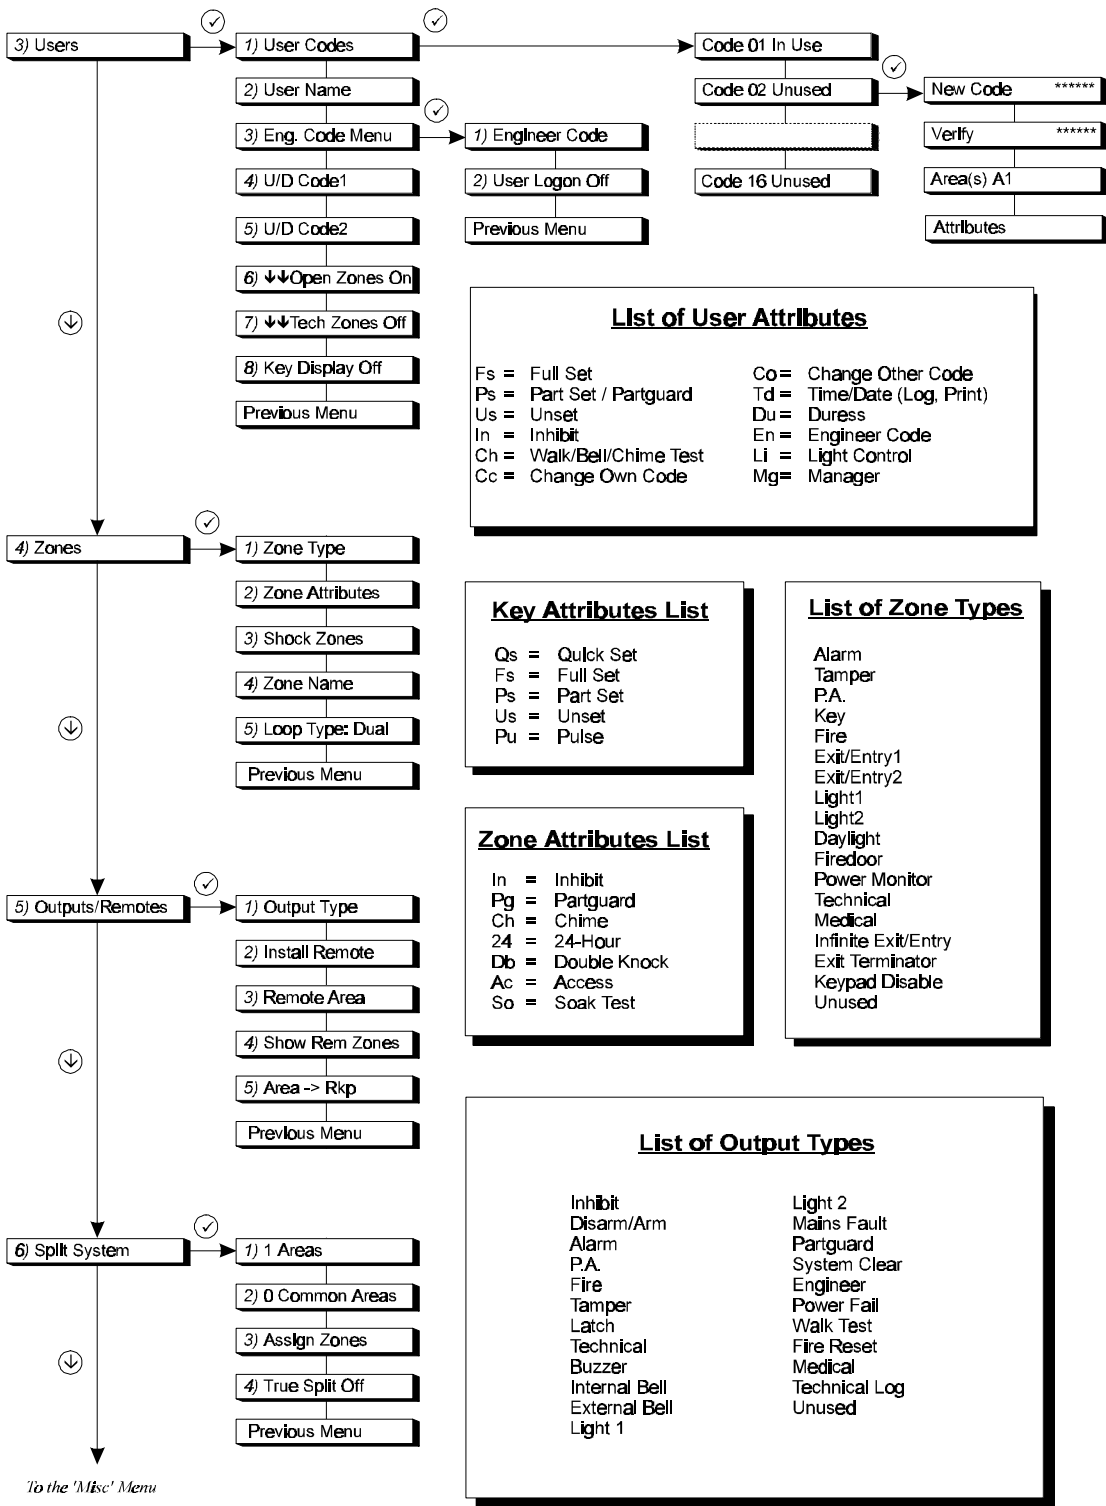 3) Users
1) User Codes
2) User Name
3) Eng. Code Menu
4) U/D Code1
5) U/D Code2
6) ↓↓Open Zones On
7) ↓↓Tech Zones Off
8) Key Display Off
Previous Menu
1) Engineer Code
2) User Logon Off
Previous Menu
Code 01 In Use
Code 02 Unused
Code 16 Unused
New Code ******
Verify ******
Area(s) A1
Attributes
List of User Attributes
Fs = Full Set
Ps = Part Set / Partguard
Us = Unset
In = Inhibit
Ch = Walk/Bell/Chime Test
Cc = Change Own Code
Co = Change Other Code
Td = Time/Date (Log, Print)
Du = Duress
En = Engineer Code
Li = Light Control
Mg = Manager
4) Zones
1) Zone Type
2) Zone Attributes
3) Shock Zones
4) Zone Name
5) Loop Type: Dual
Previous Menu
Key Attributes List
Qs = Quick Set
Fs = Full Set
Ps = Part Set
Us = Unset
Pu = Pulse
List of Zone Types
Alarm
Tamper
P.A.
Key
Fire
Exit/Entry1
Exit/Entry2
Light1
Light2
Daylight
Firedoor
Power Monitor
Technical
Medical
Infinite Exit/Entry
Exit Terminator
Keypad Disable
Unused
Zone Attributes List
In = Inhibit
Pg = Partguard
Ch = Chime
24 = 24-Hour
Db = Double Knock
Ac = Access
So = Soak Test
5) Outputs/Remotes
1) Output Type
2) Install Remote
3) Remote Area
4) Show Rem Zones
5) Area -> Rkp
Previous Menu
List of Output Types
Inhibit
Disarm/Arm
Alarm
P.A.
Fire
Tamper
Latch
Technical
Buzzer
Internal Bell
External Bell
Light 1
Light 2
Mains Fault
Partguard
System Clear
Engineer
Power Fail
Walk Test
Fire Reset
Medical
Technical Log
Unused
6) Split System
1) 1 Areas
2) 0 Common Areas
3) Assign Zones
4) True Split Off
Previous Menu
To the 'Misc' Menu